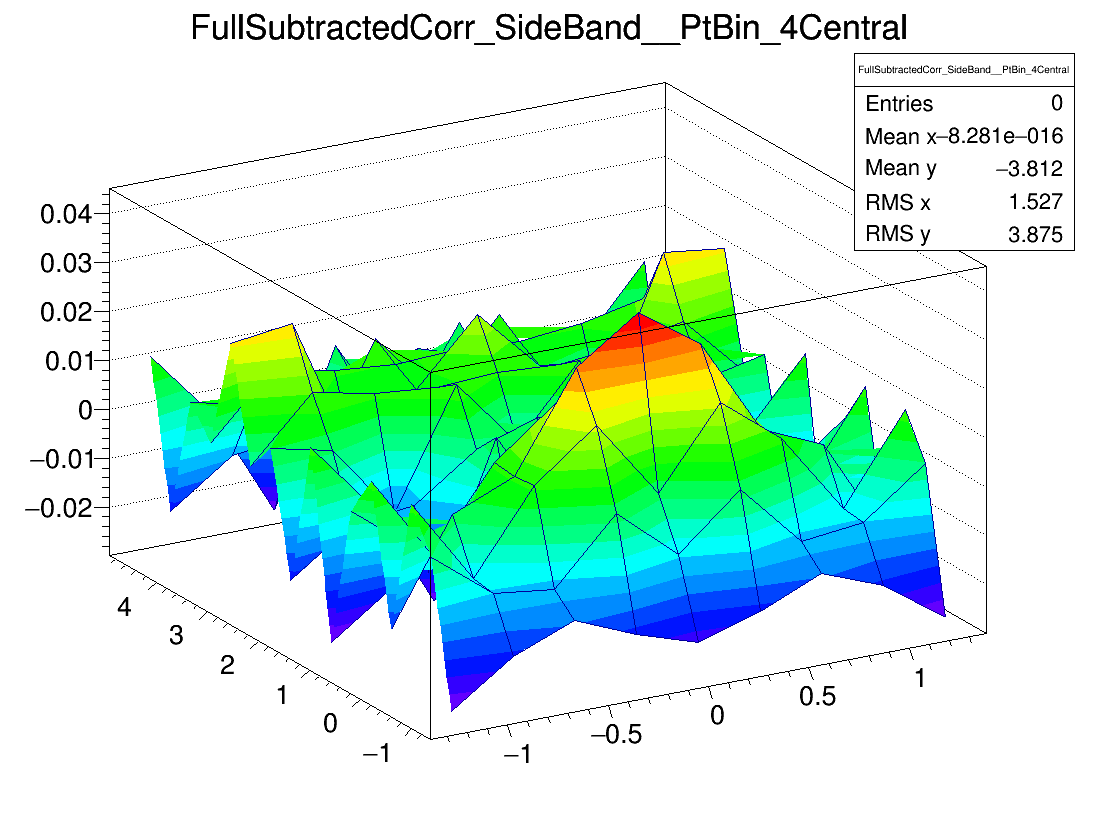 FullSubtractedCorr_SideBand__PtBin_4Central
FullSubtractedCorr_SideBand__PtBin_4Central
Entries 0
Mean x −8.281e−016
Mean y −3.812
RMS x 1.527
RMS y 3.875
0.04
0.03
0.02
0.01
0
−0.01
−0.02
4
3
2
1
0
−1
−1
−0.5
0
0.5
1